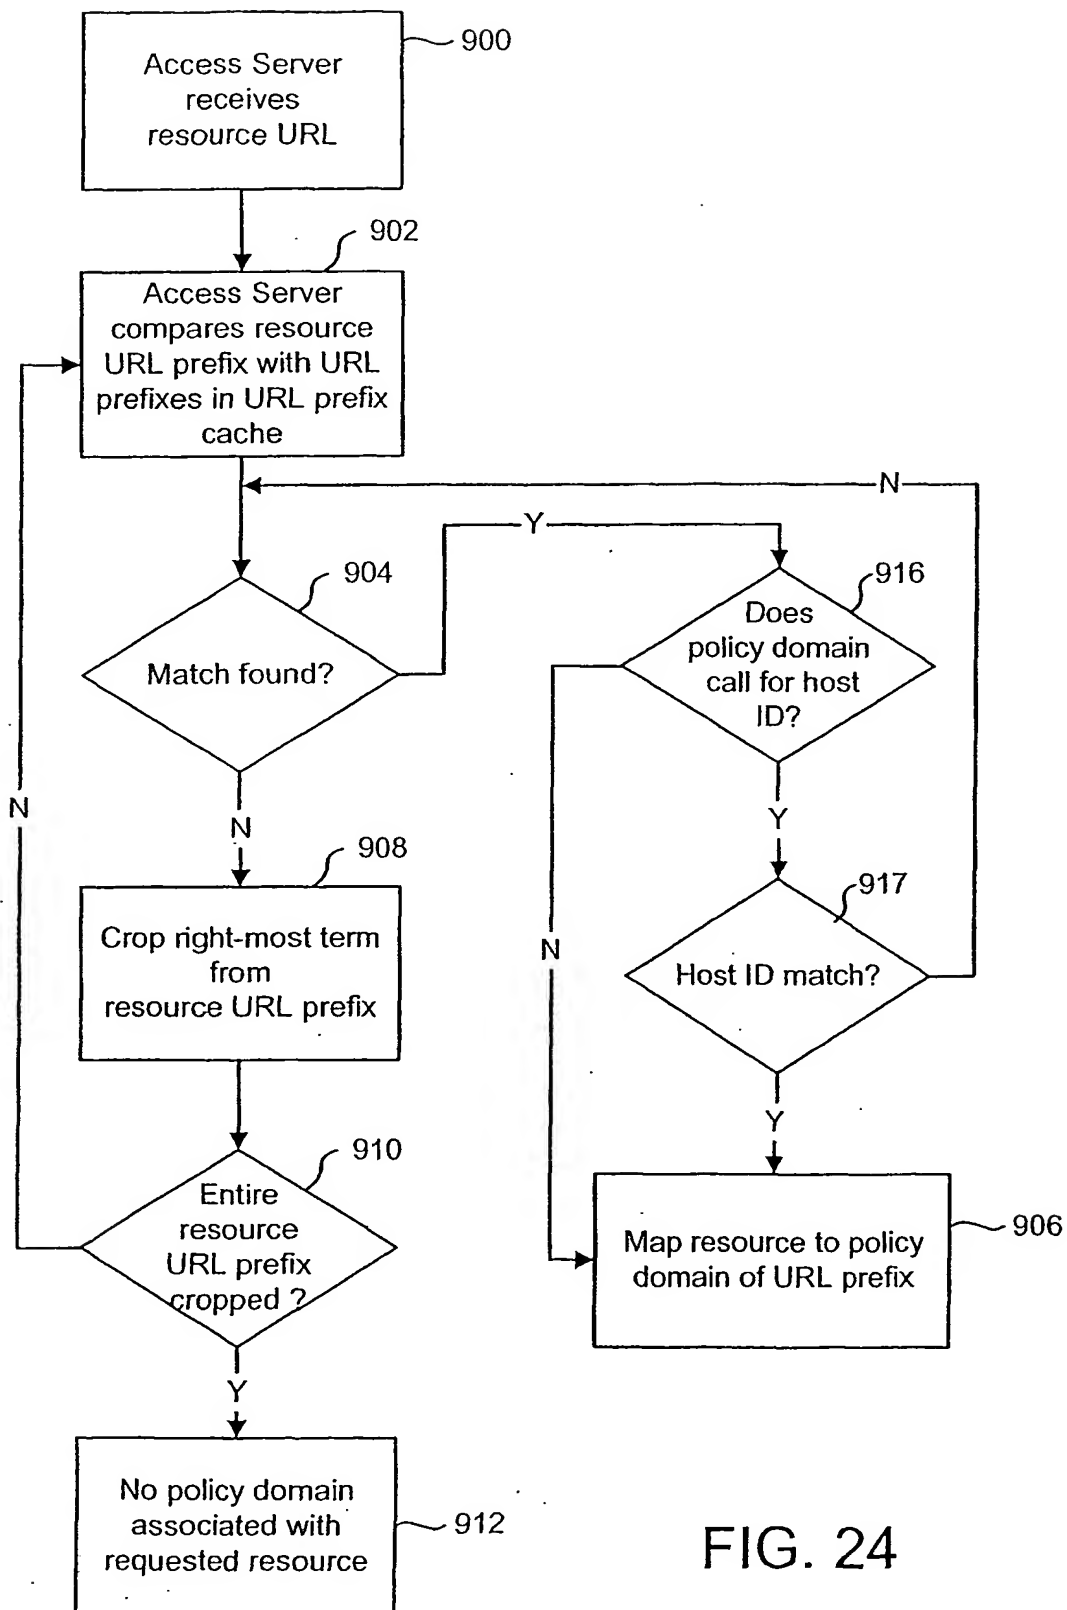 900
Access Server
receives
resource URL
902
Access Server
compares resource
URL prefix with URL
prefixes in URL prefix
cache
N
Y
904
Match found?
916
Does
policy domain
call for host
ID?
N
N
Y
908
Crop right-most term
from
resource URL prefix
917
Host ID match?
N
Y
910
Entire
resource
URL prefix
cropped ?
906
Map resource to policy
domain of URL prefix
Y
912
No policy domain
associated with
requested resource
FIG. 24